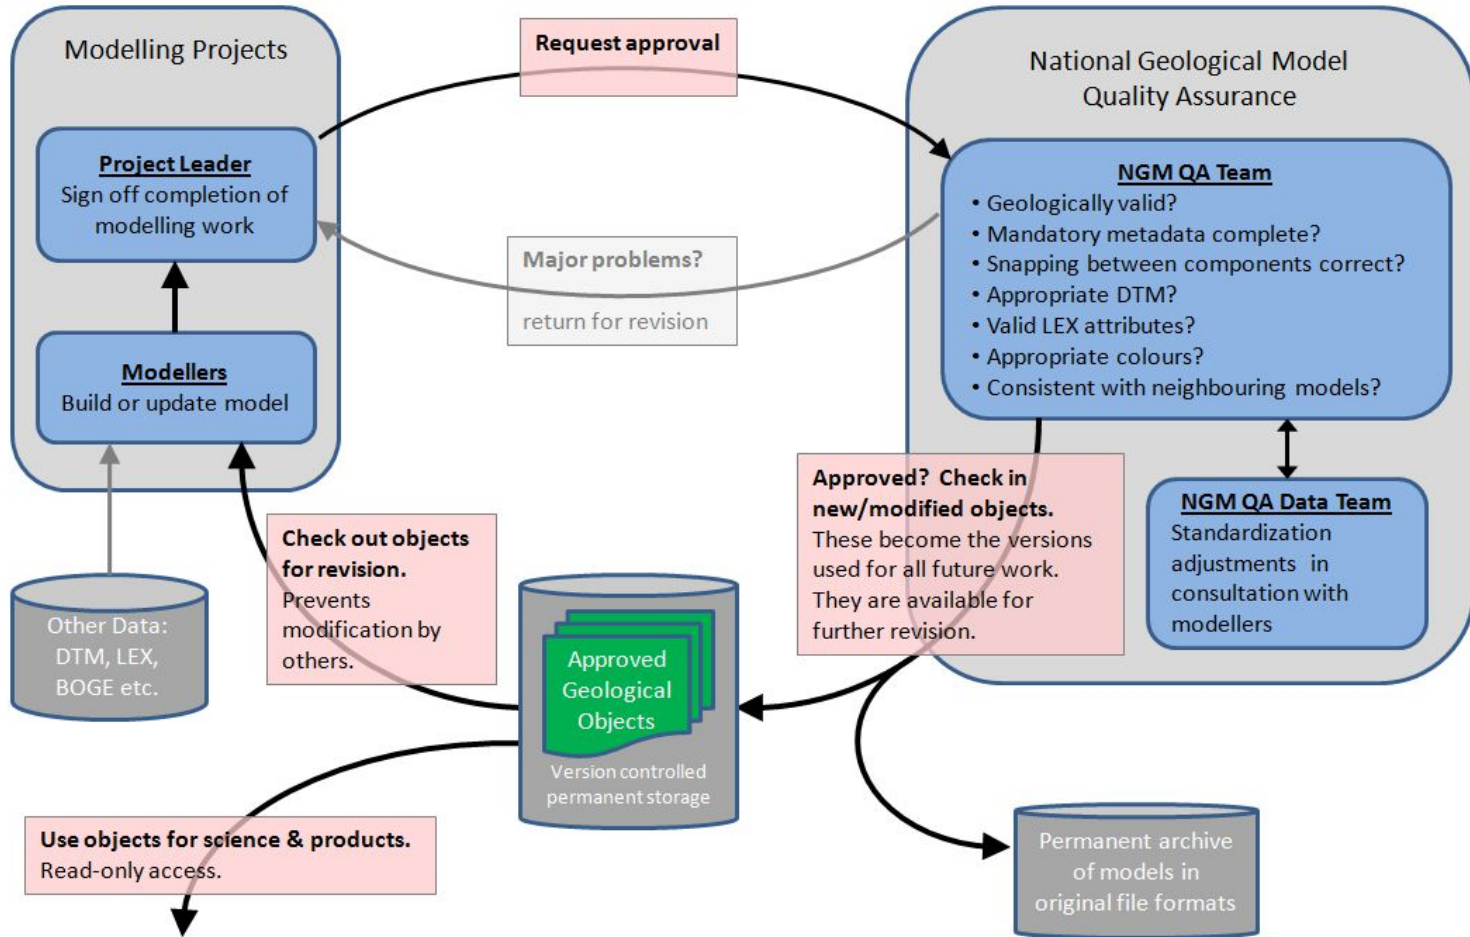 Modelling Projects
Project Leader
Sign off completion of
modelling work
Modellers
Build or update model
Request approval
Major problems?
return for revision
National Geological Model
Quality Assurance
NGM QA Team
• Geologically valid?
• Mandatory metadata complete?
• Snapping between components correct?
• Appropriate DTM?
• Valid LEX attributes?
• Appropriate colours?
• Consistent with neighbouring models?
NGM QA Data Team
Standardization
adjustments in
consultation with
modellers
Approved? Check in
new/modified objects.
These become the versions
used for all future work.
They are available for
further revision.
Check out objects
for revision.
Prevents
modification by
others.
Other Data:
DTM, LEX,
BOGE etc.
Approved
Geological
Objects
Version controlled
permanent storage
Use objects for science & products.
Read-only access.
Permanent archive
of models in
original file formats